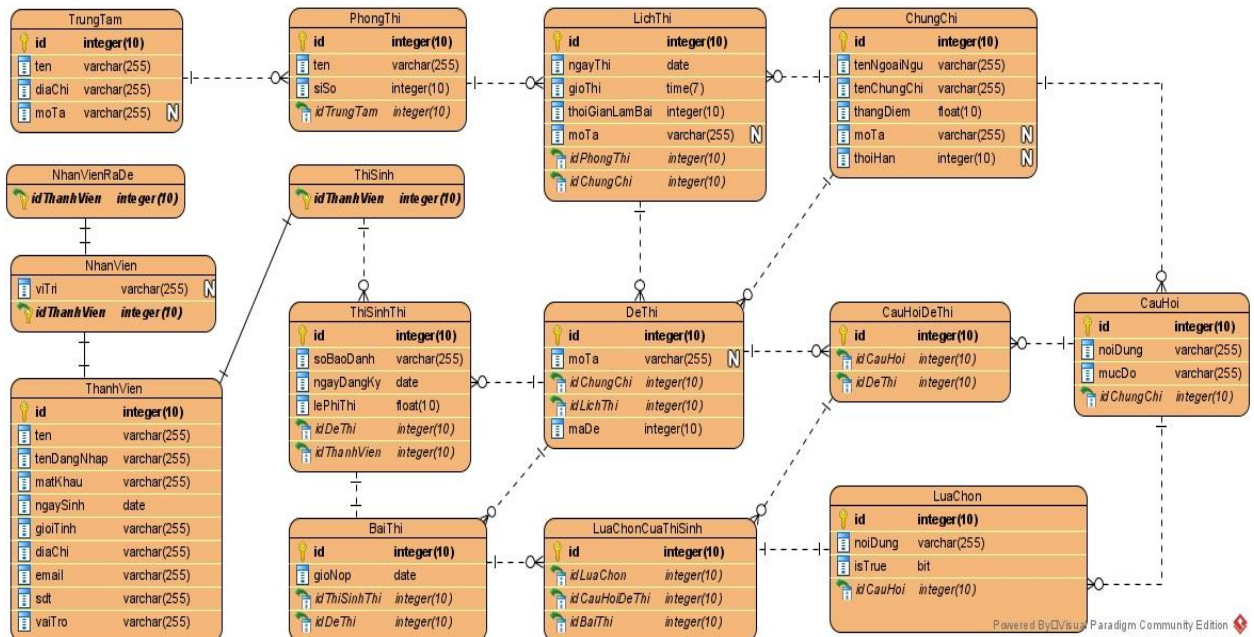 TrungTam
id integer(10)
ten varchar(255)
diaChi varchar(255)
moTa varchar(255) N
PhongThi
id integer(10)
ten varchar(255)
siSo integer(10)
idTrungTam integer(10)
LichThi
id integer(10)
ngayThi date
gioThi time(7)
thoiGianLamBai integer(10)
moTa varchar(255) N
idPhongThi integer(10)
idChungChi integer(10)
ChungChi
id integer(10)
tenNgoaiNgu varchar(255)
tenChungChi varchar(255)
thangDiem float(10)
moTa varchar(255) N
thoiHan integer(10) N
NhanVienRaDe
idThanhVien integer(10)
ThiSinh
idThanhVien integer(10)
NhanVien
viTri varchar(255) N
idThanhVien integer(10)
ThiSinhThi
id integer(10)
soBaoDanh varchar(255)
ngayDangKy date
lePhiThi float(10)
idDeThi integer(10)
idThanhVien integer(10)
DeThi
id integer(10)
moTa varchar(255) N
idChungChi integer(10)
idLichThi integer(10)
maDe integer(10)
CauHoiDeThi
id integer(10)
idCauHoi integer(10)
idDeThi integer(10)
CauHoi
id integer(10)
noiDung varchar(255)
mucDo varchar(255)
idChungChi integer(10)
ThanhVien
id integer(10)
ten varchar(255)
tenDangNhap varchar(255)
matKhau varchar(255)
ngaySinh date
gioiTinh varchar(255)
diaChi varchar(255)
email varchar(255)
sdt varchar(255)
vaiTro varchar(255)
BaiThi
id integer(10)
gioNop date
idThiSinhThi integer(10)
idDeThi integer(10)
LuaChonCuaThiSinh
id integer(10)
idLuaChon integer(10)
idCauHoiDeThi integer(10)
idBaiThi integer(10)
LuaChon
id integer(10)
noiDung varchar(255)
isTrue bit
idCauHoi integer(10)
Powered By Visual Paradigm Community Edition